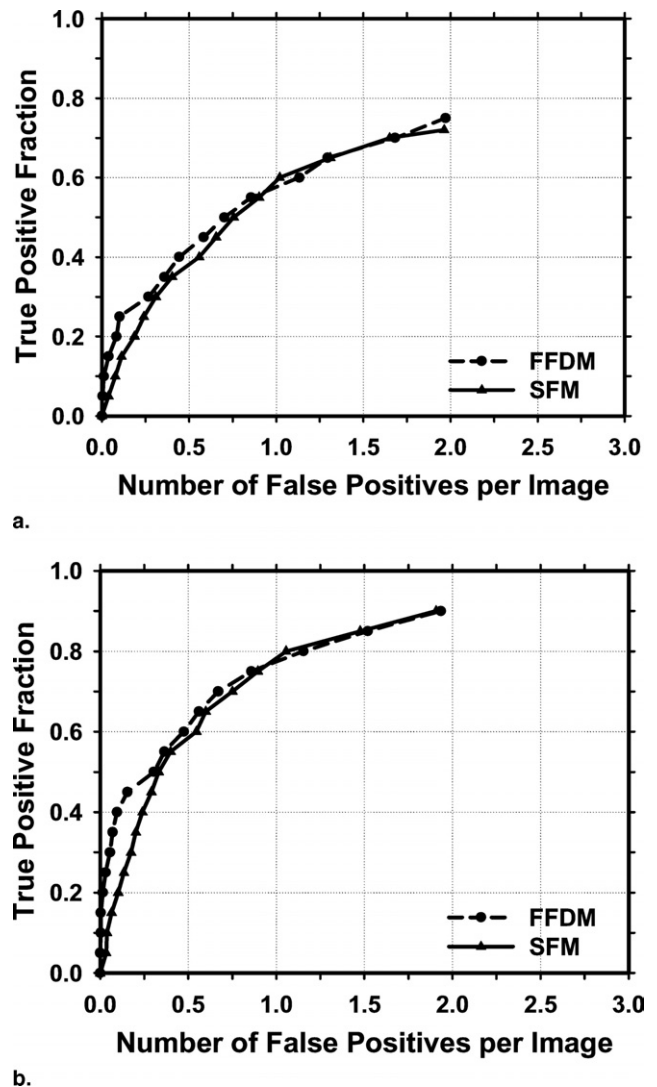 1.0
0.8
0.6
0.4
0.2
0.0
True Positive Fraction
FFDM
SFM
0.0 0.5 1.0 1.5 2.0 2.5 3.0
Number of False Positives per Image
a.
1.0
0.8
0.6
0.4
0.2
0.0
True Positive Fraction
FFDM
SFM
0.0 0.5 1.0 1.5 2.0 2.5 3.0
Number of False Positives per Image
b.